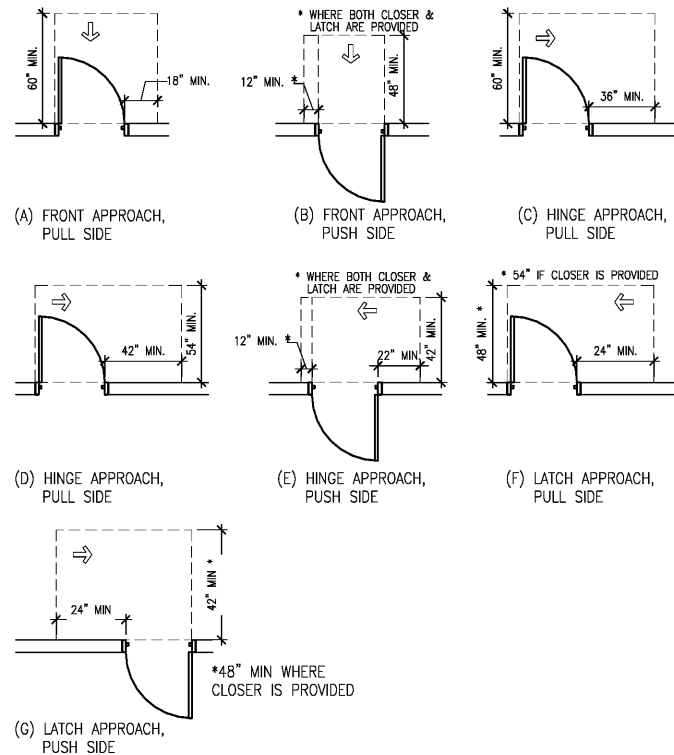 60" MIN.
18" MIN.
(A) FRONT APPROACH,
PULL SIDE
* WHERE BOTH CLOSER &
LATCH ARE PROVIDED
12" MIN. *
48" MIN.
(B) FRONT APPROACH,
PUSH SIDE
60" MIN.
36" MIN.
(C) HINGE APPROACH,
PULL SIDE
42" MIN.
54" MIN.
(D) HINGE APPROACH,
PULL SIDE
* WHERE BOTH CLOSER &
LATCH ARE PROVIDED
12" MIN. *
22" MIN.
42" MIN.
(E) HINGE APPROACH,
PUSH SIDE
* 54" IF CLOSER IS PROVIDED
48" MIN. *
24" MIN.
(F) LATCH APPROACH,
PULL SIDE
24" MIN
42" MIN *
*48" MIN WHERE
CLOSER IS PROVIDED
(G) LATCH APPROACH,
PUSH SIDE